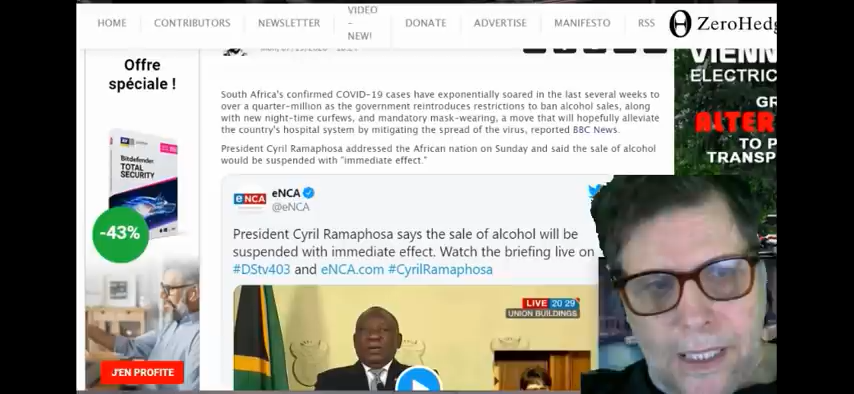 HOME
CONTRIBUTORS
NEWSLETTER
VIDEO
–
NEW!
DONATE
ADVERTISE
MANIFESTO
RSS
ZeroHedg
Offre
spéciale !
Bitdefender
TOTAL
SECURITY
-43%
J'EN PROFITE
South Africa's confirmed COVID-19 cases have exponentially soared in the last several weeks to
over a quarter-million as the government reintroduces restrictions to ban alcohol sales, along
with new night-time curfews, and mandatory mask-wearing, a move that will hopefully alleviate
the country's hospital system by mitigating the spread of the virus, reported BBC News.
President Cyril Ramaphosa addressed the African nation on Sunday and said the sale of alcohol
would be suspended with "immediate effect."
eNCA
eNCA
@eNCA
President Cyril Ramaphosa says the sale of alcohol will be
suspended with immediate effect. Watch the briefing live on
#DStv403 and eNCA.com #CyrilRamaphosa
LIVE 20 29
UNION BUILDINGS
VIENN
ELECTRIC
GR
ALTER
TO P
TRANSP